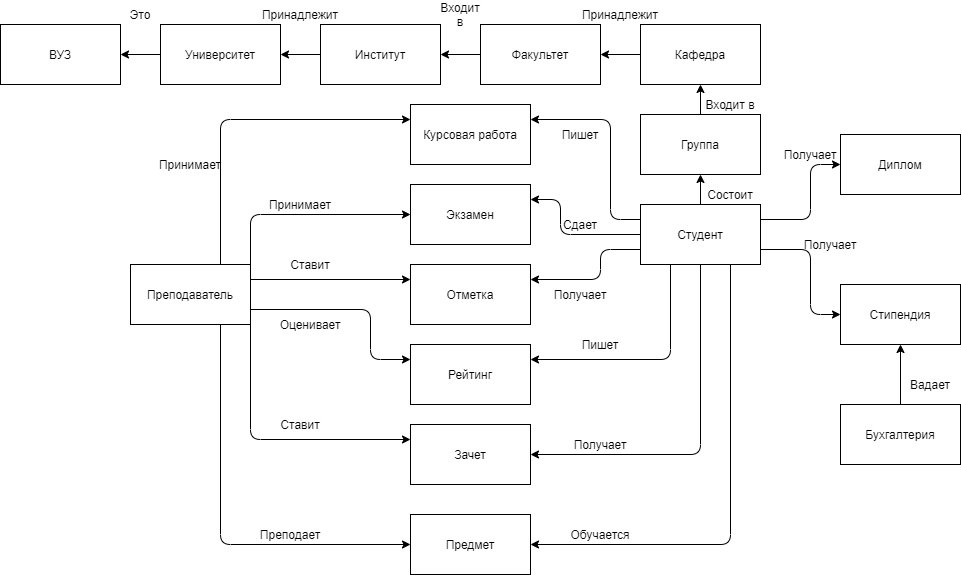 Это
Принадлежит
Входит
в
Принадлежит
ВУЗ
Университет
Институт
Факультет
Кафедра
Входит в
Курсовая работа
Пишет
Группа
Принимает
Получает
Диплом
Состоит
Принимает
Экзамен
Сдает
Студент
Получает
Ставит
Преподаватель
Отметка
Получает
Стипендия
Оценивает
Пишет
Рейтинг
Вадает
Ставит
Бухгалтерия
Зачет
Получает
Преподает
Обучается
Предмет